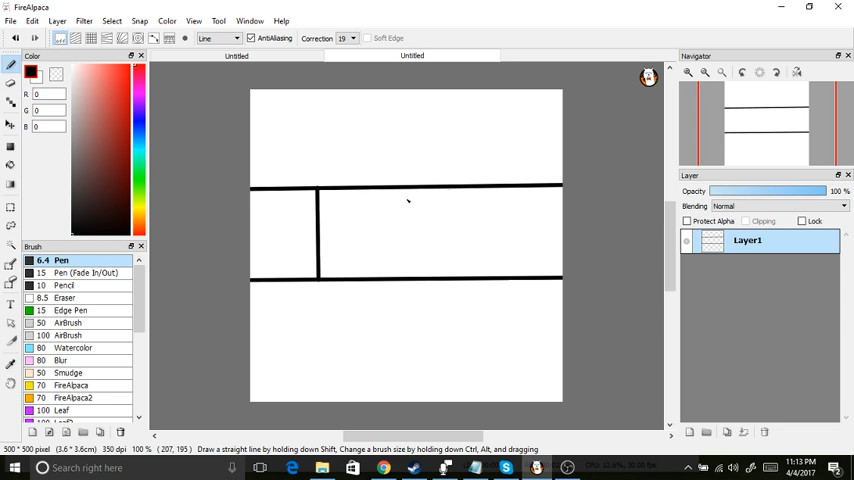 FireAlpaca
File Edit Layer Filter Select Snap Color View Tool Window Help
OFF Line AntiAliasing Correction 19 Soft Edge
Color
Untitled Untitled
Navigator
R 0
G 0
B 0
Layer
Opacity 100 %
Blending Normal
Protect Alpha Clipping Lock
Layer1
Brush
6.4 Pen
15 Pen (Fade In/Out)
10 Pencil
8.5 Eraser
15 Edge Pen
50 AirBrush
100 AirBrush
80 Watercolor
80 Blur
50 Smudge
70 FireAlpaca
70 FireAlpaca2
100 Leaf
100 Leaf2
500 * 500 pixel (3.6 * 3.6cm) 350 dpi 100 % ( 207, 195) Draw a straight line by holding down Shift, Change a brush size by holding down Ctrl, Alt, and dragging
Search here
11:13 PM
4/4/2017